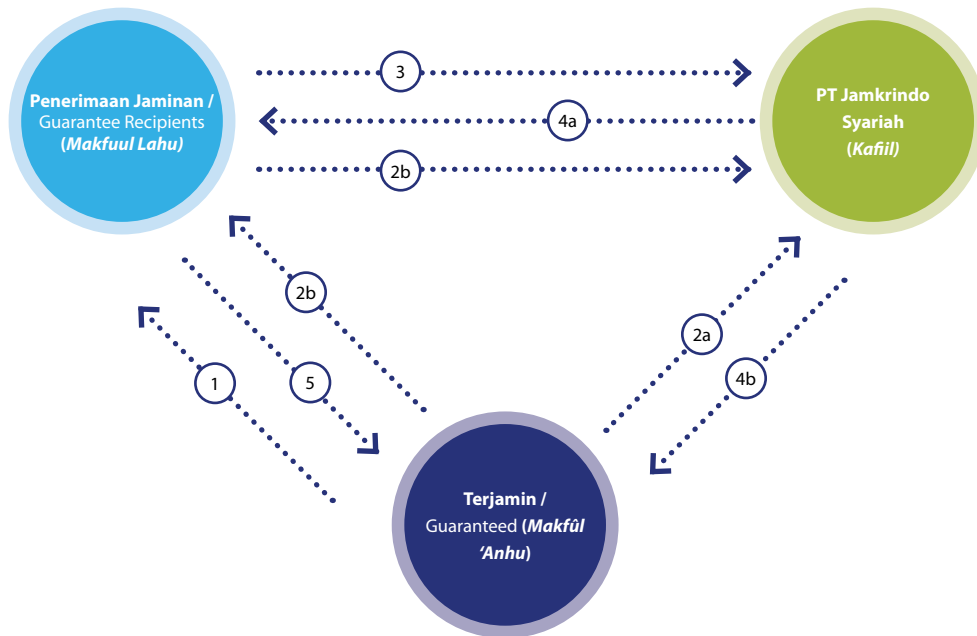 Penerimaan Jaminan /
Guarantee Recipients
(Makfuul Lahu)
3
4a
2b
PT Jamkrindo
Syariah
(Kafiil)
2b
2a
1
5
4b
Terjamin /
Guaranteed (Makfûl
‘Anhu)